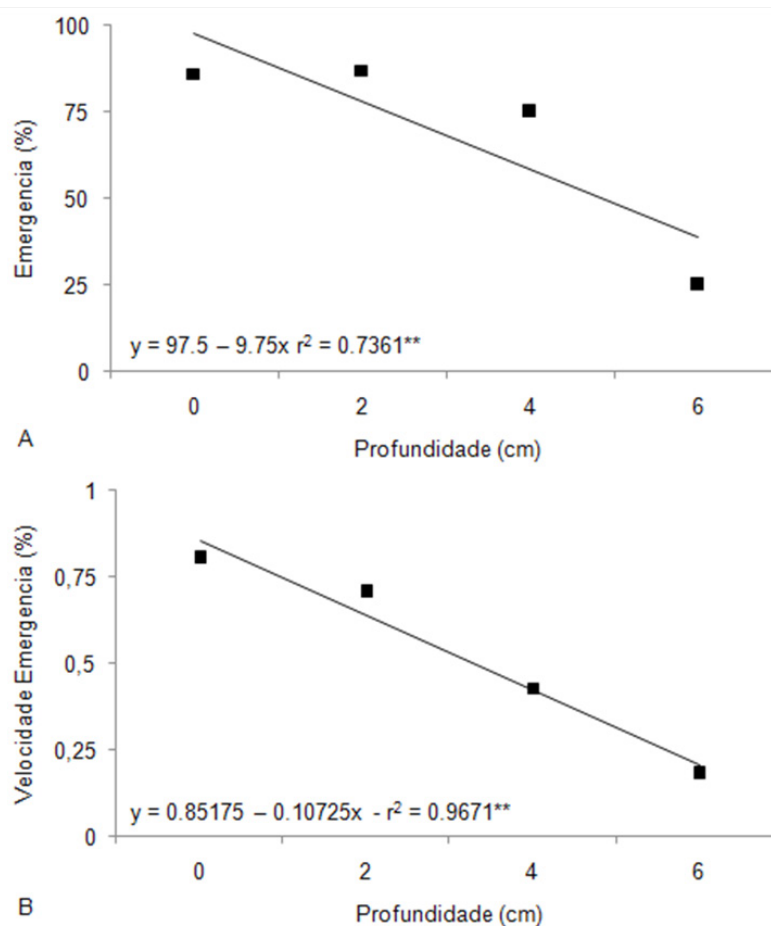 100
75
50
25
0
Emergencia (%)
y = 97.5 – 9.75x r² = 0.7361**
0 2 4 6
A
Profundidade (cm)
1
0,75
0,5
0,25
0
Velocidade Emergencia (%)
y = 0.85175 – 0.10725x - r² = 0.9671**
0 2 4 6
B
Profundidade (cm)